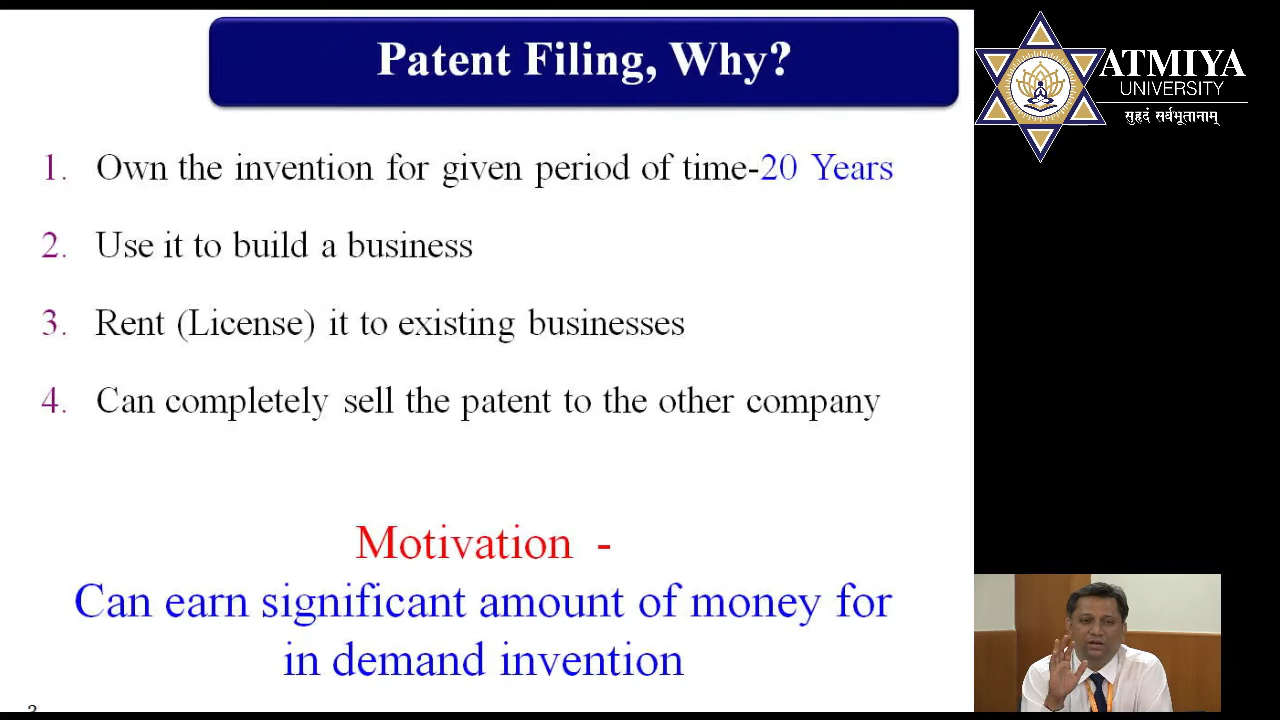 Patent Filing, Why?
ATMIYA
UNIVERSITY
सुहृदं सर्वभूतानाम्
1. Own the invention for given period of time-20 Years
2. Use it to build a business
3. Rent (License) it to existing businesses
4. Can completely sell the patent to the other company
Motivation -
Can earn significant amount of money for
in demand invention
3